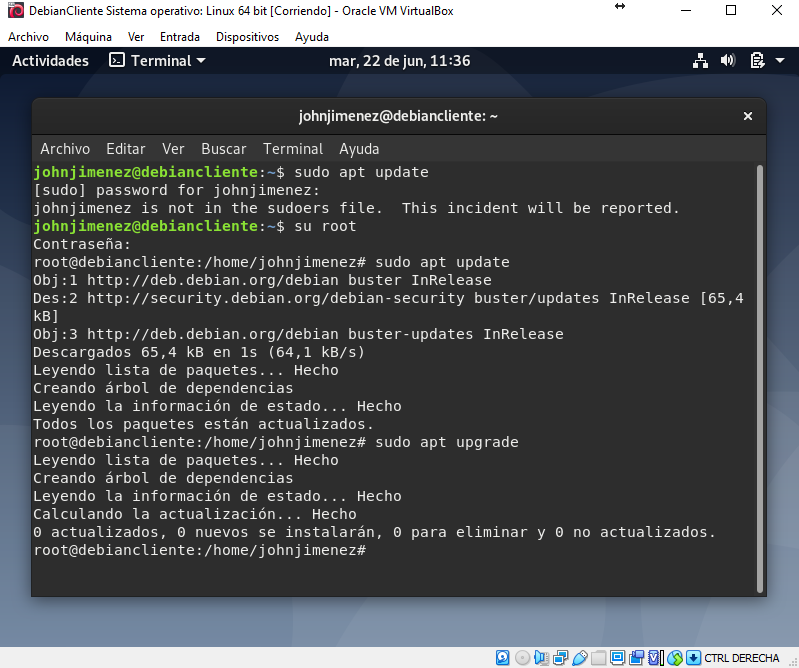 DebianCliente Sistema operativo: Linux 64 bit [Corriendo] - Oracle VM VirtualBox
Archivo Máquina Ver Entrada Dispositivos Ayuda
Actividades Terminal mar, 22 de jun, 11:36
johnjimenez@debiancliente: ~
Archivo Editar Ver Buscar Terminal Ayuda
johnjimenez@debiancliente:~$ sudo apt update
[sudo] password for johnjimenez:
johnjimenez is not in the sudoers file.  This incident will be reported.
johnjimenez@debiancliente:~$ su root
Contraseña:
root@debiancliente:/home/johnjimenez# sudo apt update
Obj:1 http://deb.debian.org/debian buster InRelease
Des:2 http://security.debian.org/debian-security buster/updates InRelease [65,4
kB]
Obj:3 http://deb.debian.org/debian buster-updates InRelease
Descargados 65,4 kB en 1s (64,1 kB/s)
Leyendo lista de paquetes... Hecho
Creando árbol de dependencias
Leyendo la información de estado... Hecho
Todos los paquetes están actualizados.
root@debiancliente:/home/johnjimenez# sudo apt upgrade
Leyendo lista de paquetes... Hecho
Creando árbol de dependencias
Leyendo la información de estado... Hecho
Calculando la actualización... Hecho
0 actualizados, 0 nuevos se instalarán, 0 para eliminar y 0 no actualizados.
root@debiancliente:/home/johnjimenez#
CTRL DERECHA